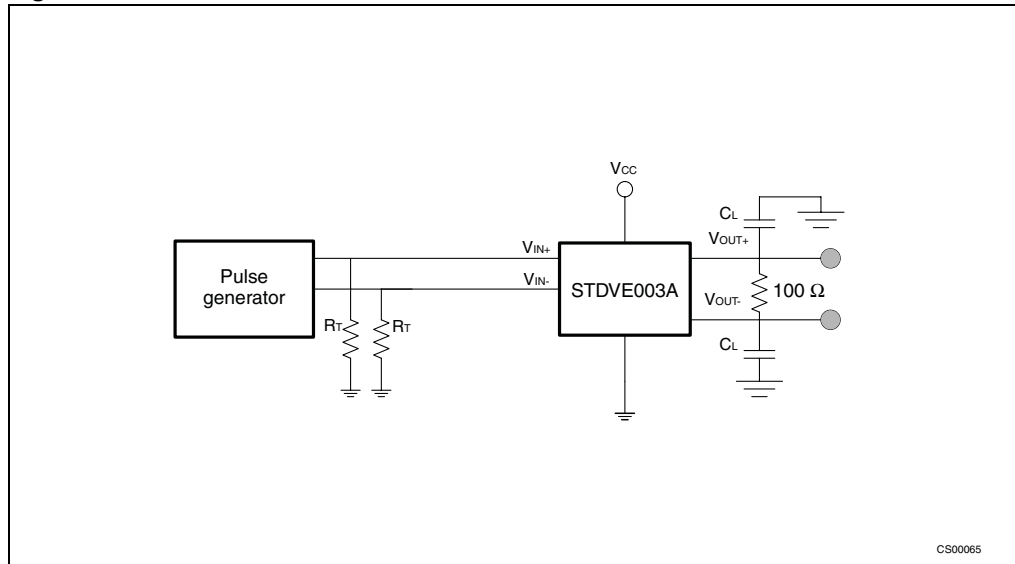 VCC
CL
VOUT+
VIN+
Pulse
generator
VIN-
STDVE003A
100 Ω
VOUT-
RT
RT
CL
CS00065